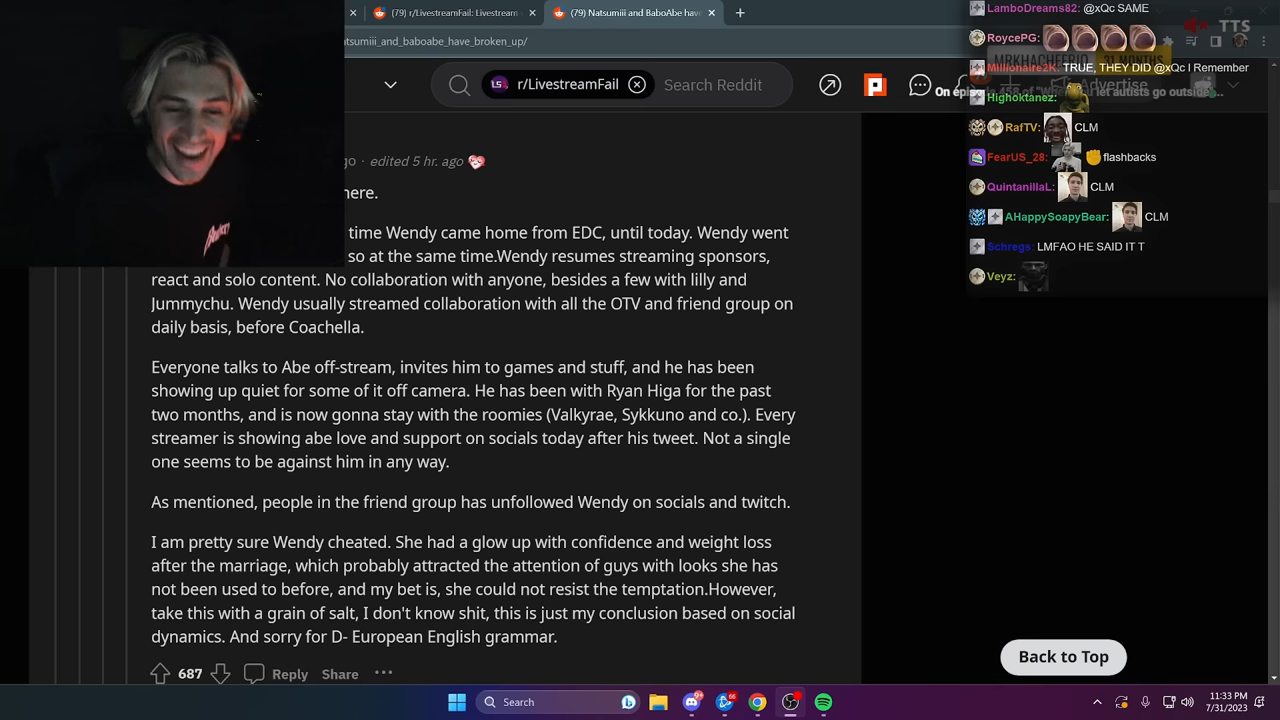 (79) r/LivestreamFail: Livestream
(79) Natsumiii and BaboAbe hav
atsumiii_and_baboabe_have_broken_up/
r/LivestreamFail
Search Reddit
Advertise
TTS
LamboDreams82: @xQc SAME
RoycePG:
MRKHACHEERIO 31 MONTHS
Millionaire2K: TRUE, THEY DID @xQc I Remember
Highoktanez:
RafTV: CLM
FearUS_28: flashbacks
QuintanillaL: CLM
AHappySoapyBear: CLM
Schregs: LMFAO HE SAID IT T
Veyz:
go · edited 5 hr. ago
here.
time Wendy came home from EDC, until today. Wendy went
so at the same time.Wendy resumes streaming sponsors,
react and solo content. No collaboration with anyone, besides a few with lilly and
Jummychu. Wendy usually streamed collaboration with all the OTV and friend group on
daily basis, before Coachella.
Everyone talks to Abe off-stream, invites him to games and stuff, and he has been
showing up quiet for some of it off camera. He has been with Ryan Higa for the past
two months, and is now gonna stay with the roomies (Valkyrae, Sykkuno and co.). Every
streamer is showing abe love and support on socials today after his tweet. Not a single
one seems to be against him in any way.
As mentioned, people in the friend group has unfollowed Wendy on socials and twitch.
I am pretty sure Wendy cheated. She had a glow up with confidence and weight loss
after the marriage, which probably attracted the attention of guys with looks she has
not been used to before, and my bet is, she could not resist the temptation.However,
take this with a grain of salt, I don't know shit, this is just my conclusion based on social
dynamics. And sorry for D- European English grammar.
687 Reply Share
Back to Top
Search
11:33 PM
7/31/2023